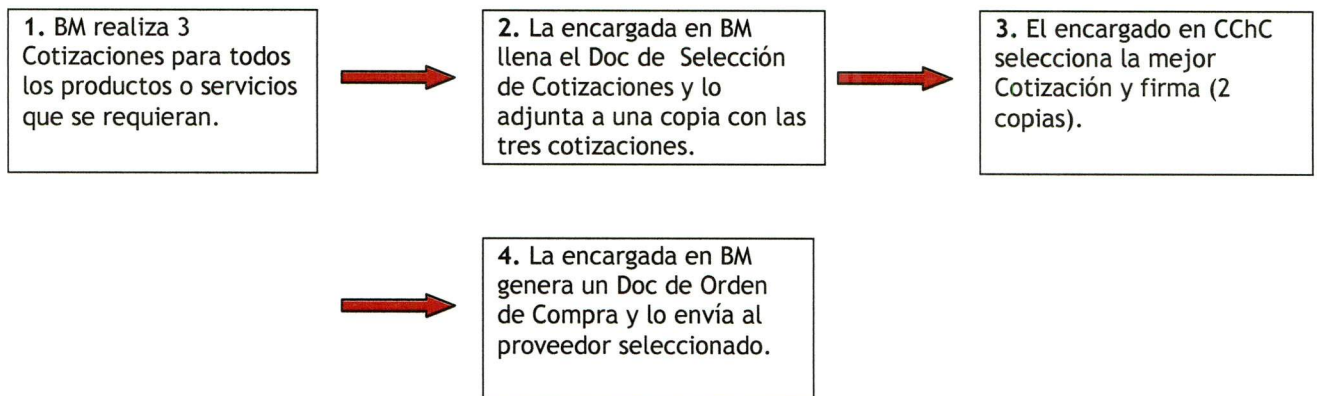 1. BM realiza 3
Cotizaciones para todos
los productos o servicios
que se requieran.
2. La encargada en BM
llena el Doc de Selección
de Cotizaciones y lo
adjunta a una copia con las
tres cotizaciones.
3. El encargado en CChC
selecciona la mejor
Cotización y firma (2
copias).
4. La encargada en BM
genera un Doc de Orden
de Compra y lo envía al
proveedor seleccionado.